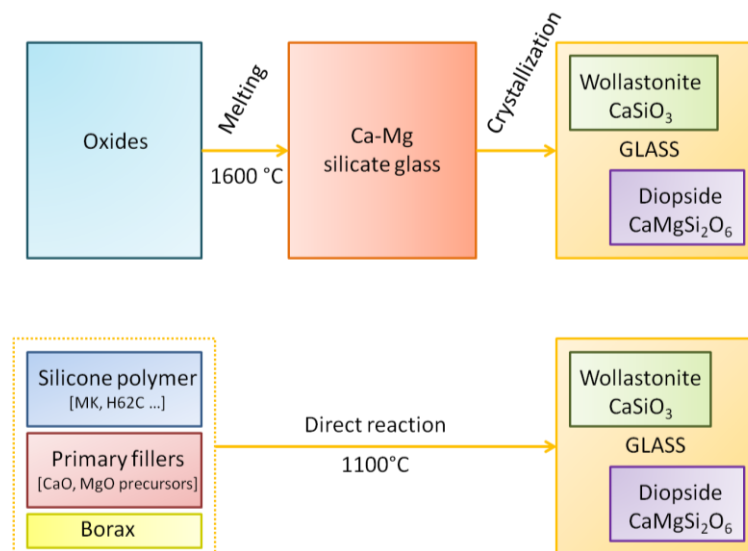 Oxides
Melting
1600 °C
Ca-Mg
silicate glass
Crystallization
Wollastonite
CaSiO₃
GLASS
Diopside
CaMgSi₂O₆
Silicone polymer
[MK, H62C ...]
Primary fillers
[CaO, MgO precursors]
Borax
Direct reaction
1100°C
Wollastonite
CaSiO₃
GLASS
Diopside
CaMgSi₂O₆